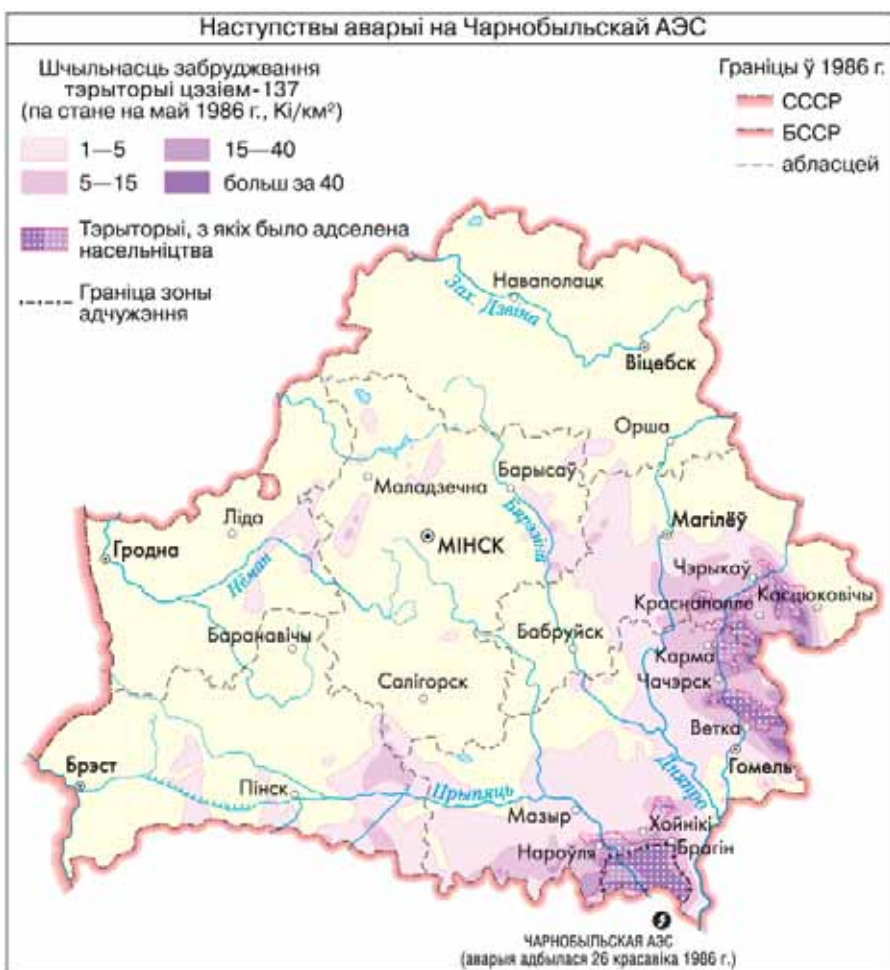 Наступствы аварыі на Чарнобыльскай АЭС
Шчыльнасць забруджвання
тэрыторыі цэзіем-137
(па стане на май 1986 г., Кі/км²)
1—5
15—40
5—15
больш за 40
Тэрыторыі, з якіх было адселена
насельніцтва
Граніца зоны
адчужэння
Граніцы ў 1986 г.
СССР
БССР
абласцей
Наваполацк
Зах. Дзвіна
Віцебск
Орша
Барысаў
Маладзечна
Бярэзіна
Ліда
МІНСК
Магілёў
Гродна
Нёман
Чэрыкаў
Касцюковічы
Краснаполле
Баранавічы
Бабруйск
Карма
Чачэрск
Салігорск
Ветка
Брэст
Гомель
Пінск
Прыпяць
Дняпро
Мазыр
Хойнікі
Нароўля
Брагін
ЧАРНОБЫЛЬСКАЯ АЭС
(аварыя адбылася 26 красавіка 1986 г.)